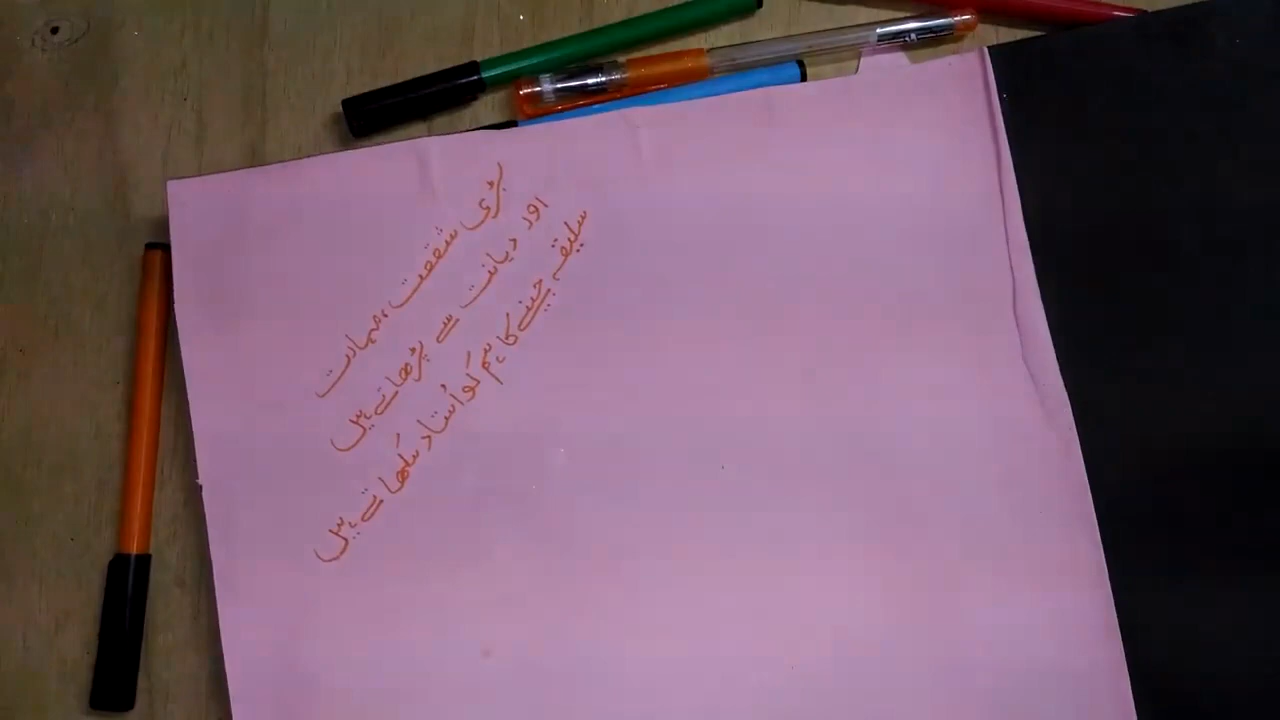 بڑی شفقت، مہارت
اور دیانت سے پڑھاتے ہیں
سلیقہ جینے کا ہم کو اُستاد سکھاتے ہیں